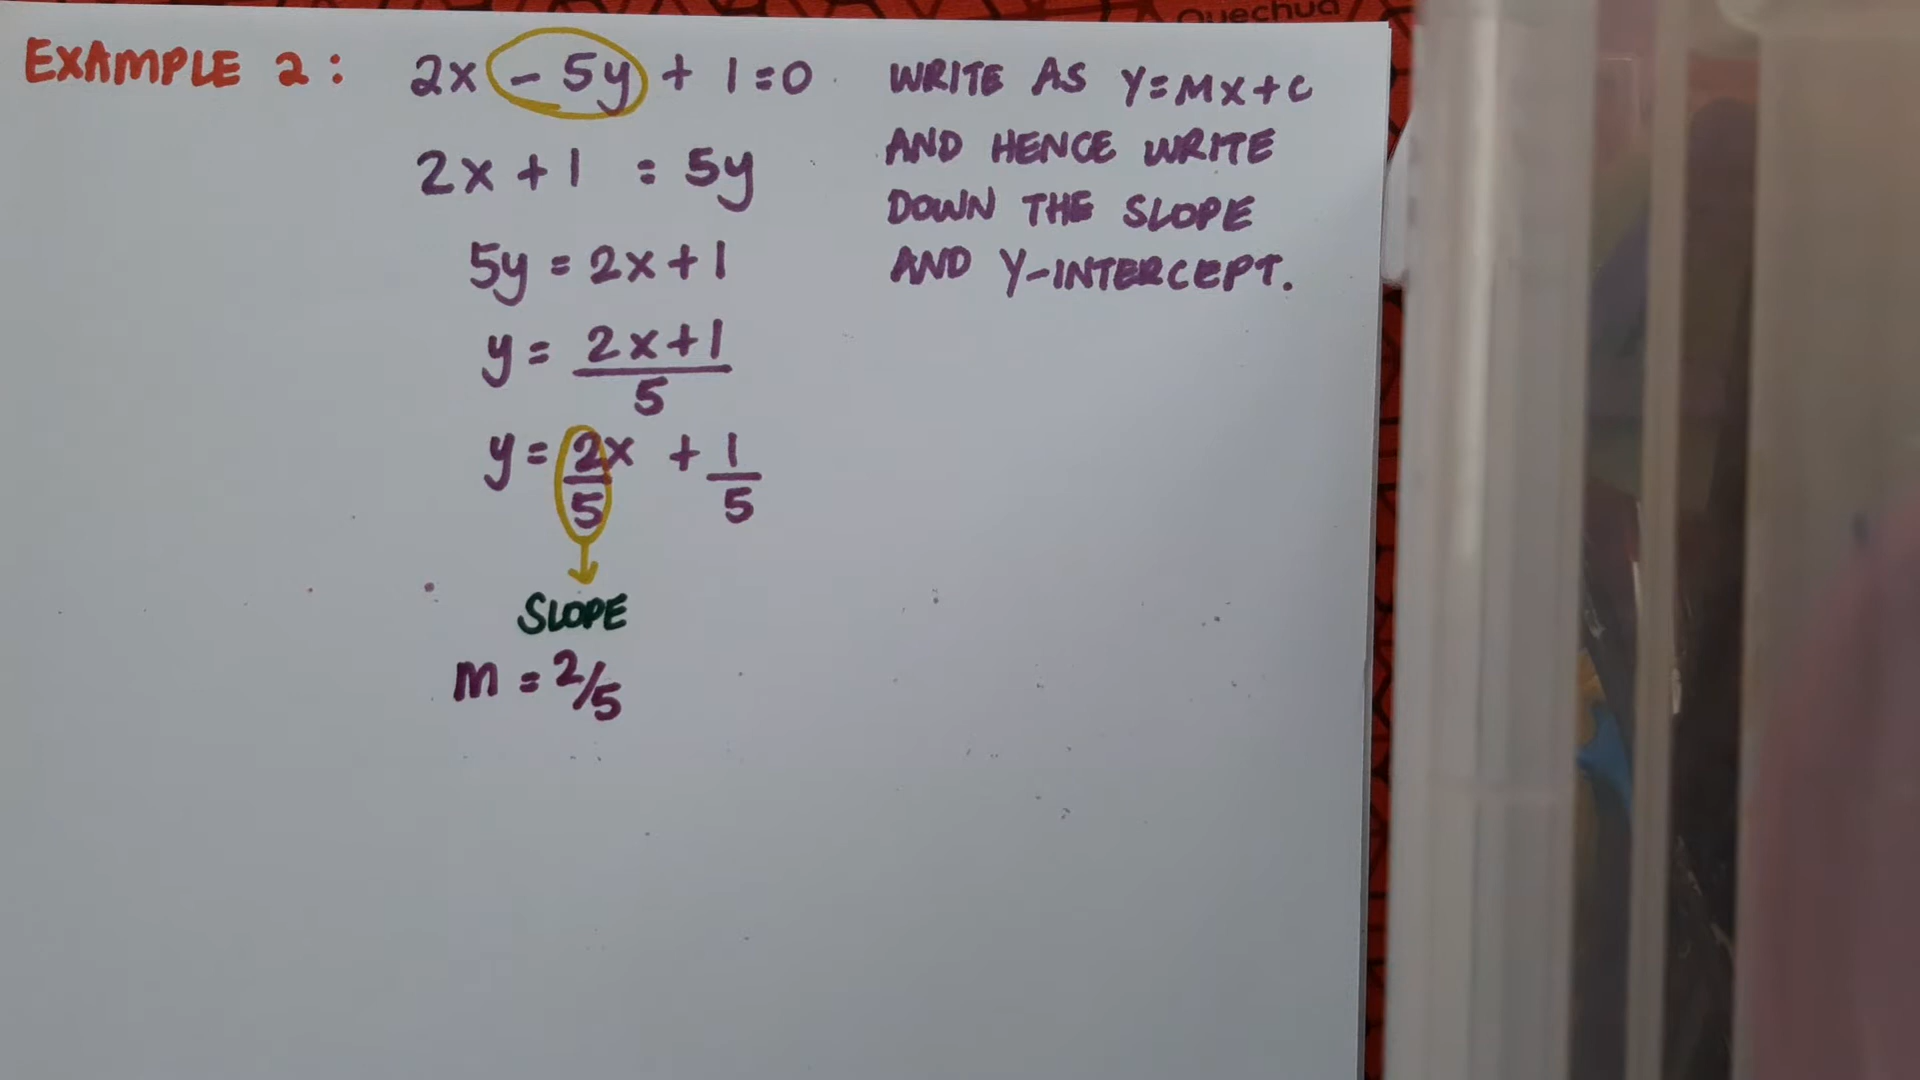 Quechua
EXAMPLE 2: 2x - 5y + 1 = 0
WRITE AS Y=MX+C
AND HENCE WRITE
DOWN THE SLOPE
AND Y-INTERCEPT.
2x + 1 = 5y
5y = 2x + 1
y = 2x+1/5
y = 2/5x + 1/5
SLOPE
m = 2/5